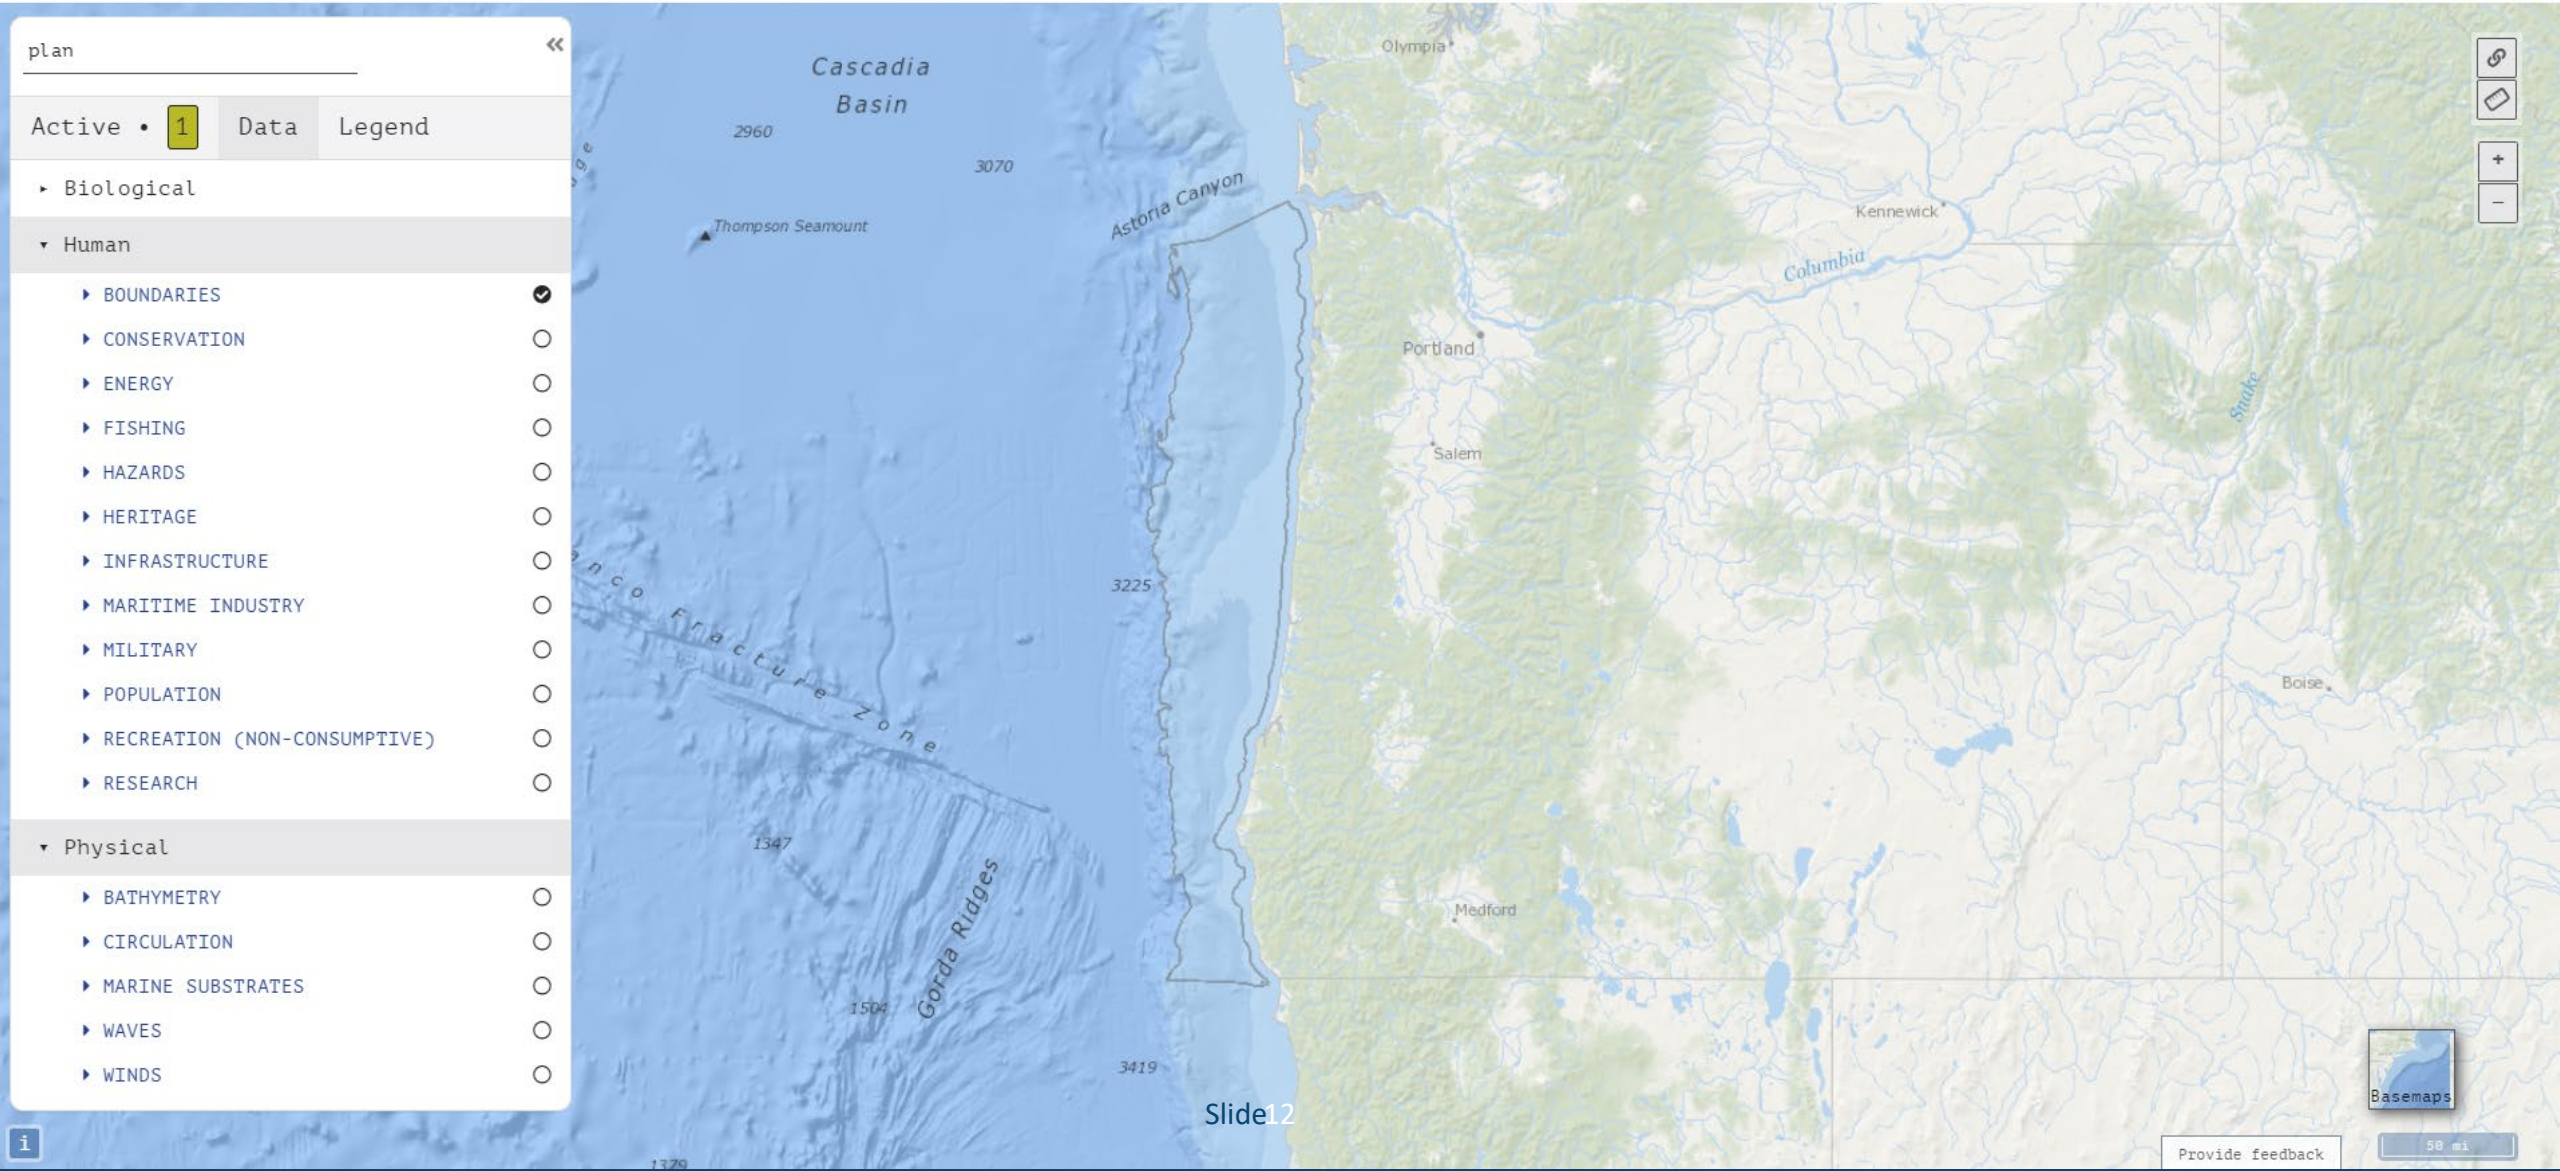 plan
«
Active • 1 Data Legend
Biological
Human
BOUNDARIES
CONSERVATION
ENERGY
FISHING
HAZARDS
HERITAGE
INFRASTRUCTURE
MARITIME INDUSTRY
MILITARY
POPULATION
RECREATION (NON-CONSUMPTIVE)
RESEARCH
Physical
BATHYMETRY
CIRCULATION
MARINE SUBSTRATES
WAVES
WINDS
i
Cascadia
Basin
2960
3070
Thompson Seamount
Astoria Canyon
dge
anco Fracture Zone
3225
1347
Gorda Ridges
1504
3419
1379
Olympia
Kennewick
Columbia
Portland
Salem
Snake
Boise
Medford
+
−
Basemaps
Slide12
Provide feedback
50 mi